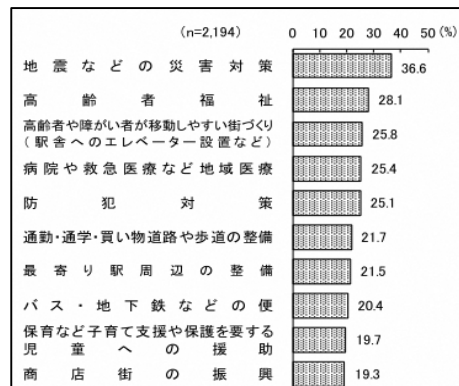 (n=2,194)
0 10 20 30 40 50 (%)
地震などの災害対策 36.6
高齢者福祉 28.1
高齢者や障がい者が移動しやすい街づくり
(駅舎へのエレベーター設置など) 25.8
病院や救急医療など地域医療 25.4
防犯対策 25.1
通勤・通学・買い物道路や歩道の整備 21.7
最寄り駅周辺の整備 21.5
バス・地下鉄などの便 20.4
保育など子育て支援や保護を要する
児童への援助 19.7
商店街の振興 19.3